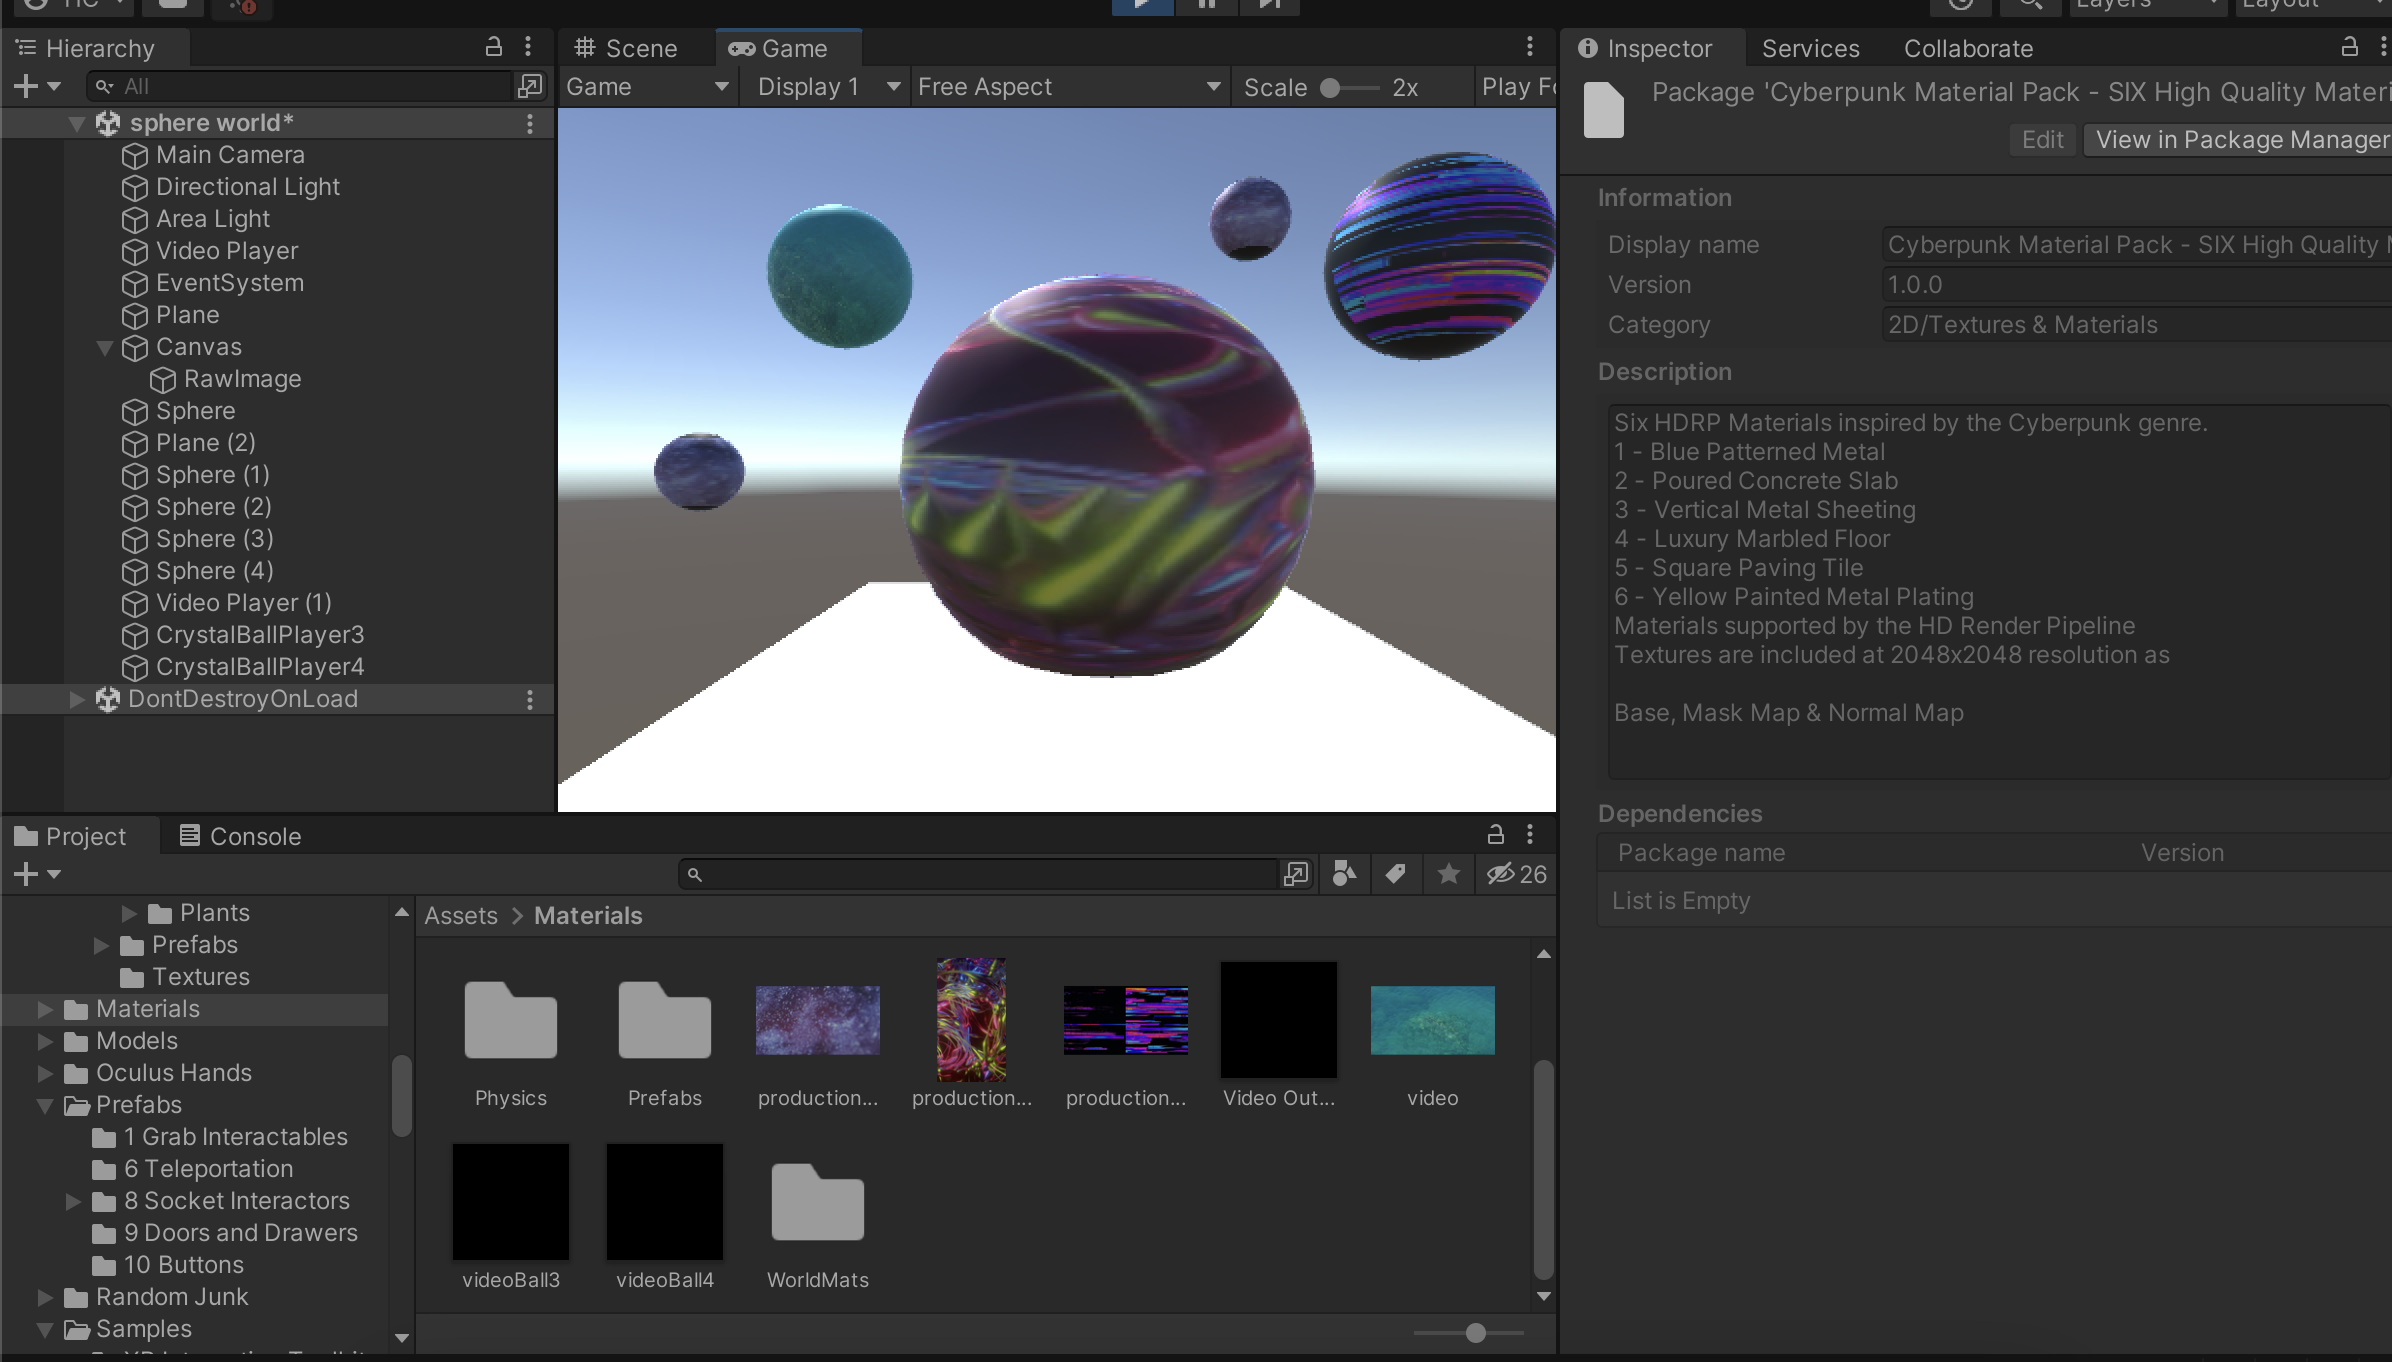 HC
Layers
Layout
Hierarchy
All
sphere world*
Main Camera
Directional Light
Area Light
Video Player
EventSystem
Plane
Canvas
RawImage
Sphere
Plane (2)
Sphere (1)
Sphere (2)
Sphere (3)
Sphere (4)
Video Player (1)
CrystalBallPlayer3
CrystalBallPlayer4
DontDestroyOnLoad
Scene
Game
Game
Display 1
Free Aspect
Scale
2x
Play Fo
Inspector
Services
Collaborate
Package 'Cyberpunk Material Pack - SIX High Quality Materi
Edit
View in Package Manager
Information
Display name
Cyberpunk Material Pack - SIX High Quality M
Version
1.0.0
Category
2D/Textures & Materials
Description
Six HDRP Materials inspired by the Cyberpunk genre.
1 - Blue Patterned Metal
2 - Poured Concrete Slab
3 - Vertical Metal Sheeting
4 - Luxury Marbled Floor
5 - Square Paving Tile
6 - Yellow Painted Metal Plating
Materials supported by the HD Render Pipeline
Textures are included at 2048x2048 resolution as
Base, Mask Map & Normal Map
Dependencies
Package name
Version
List is Empty
Project
Console
26
Plants
Prefabs
Textures
Materials
Models
Oculus Hands
Prefabs
1 Grab Interactables
6 Teleportation
8 Socket Interactors
9 Doors and Drawers
10 Buttons
Random Junk
Samples
Assets > Materials
Physics
Prefabs
production...
production...
production...
Video Out...
video
videoBall3
videoBall4
WorldMats